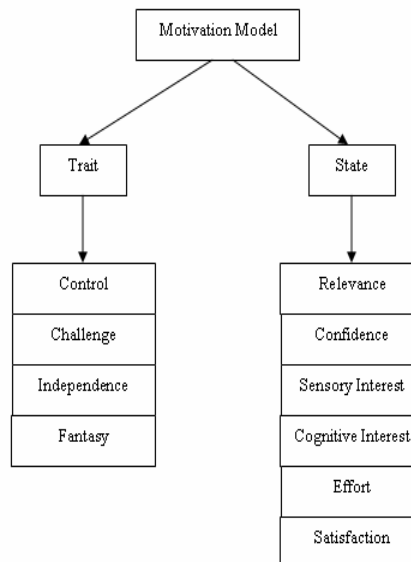 Motivation Model
Trait
State
Control
Challenge
Independence
Fantasy
Relevance
Confidence
Sensory Interest
Cognitive Interest
Effort
Satisfaction